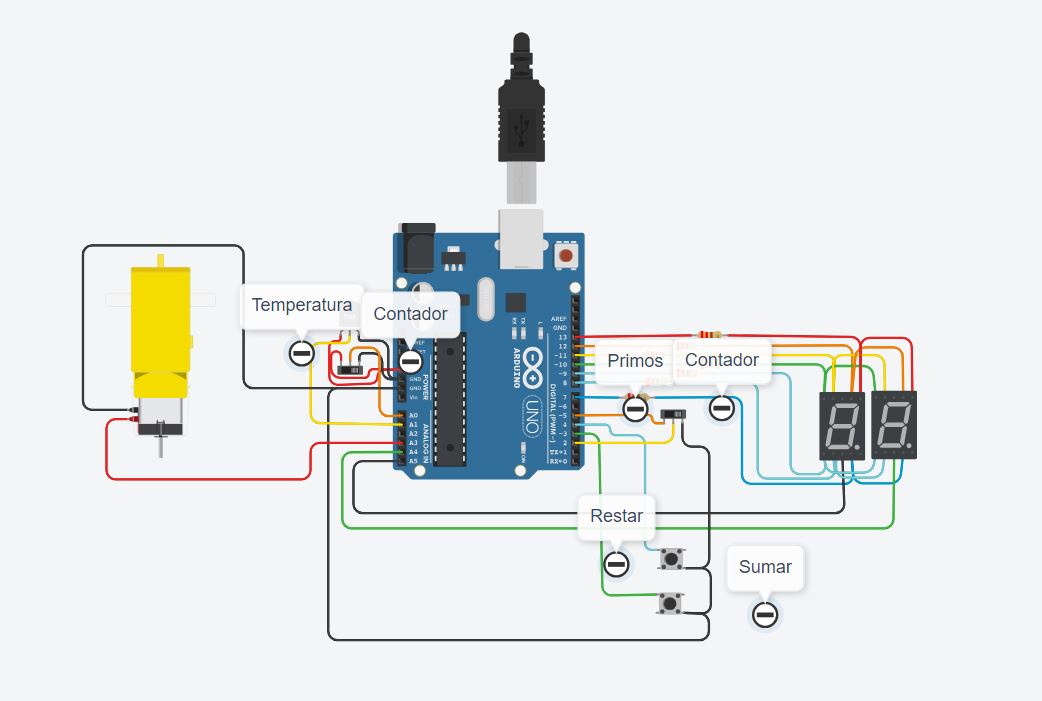 Temperatura
Contador
Primos
Contador
Restar
Sumar
AREF
GND
13
12
~11
~10
~9
8
7
~6
~5
4
~3
2
TX→1
RX←0
DIGITAL (PWM~)
ARDUINO
UNO
TX
RX
L
ON
GND
GND
Vin
POWER
A0
A1
A2
A3
A4
A5
ANALOG IN